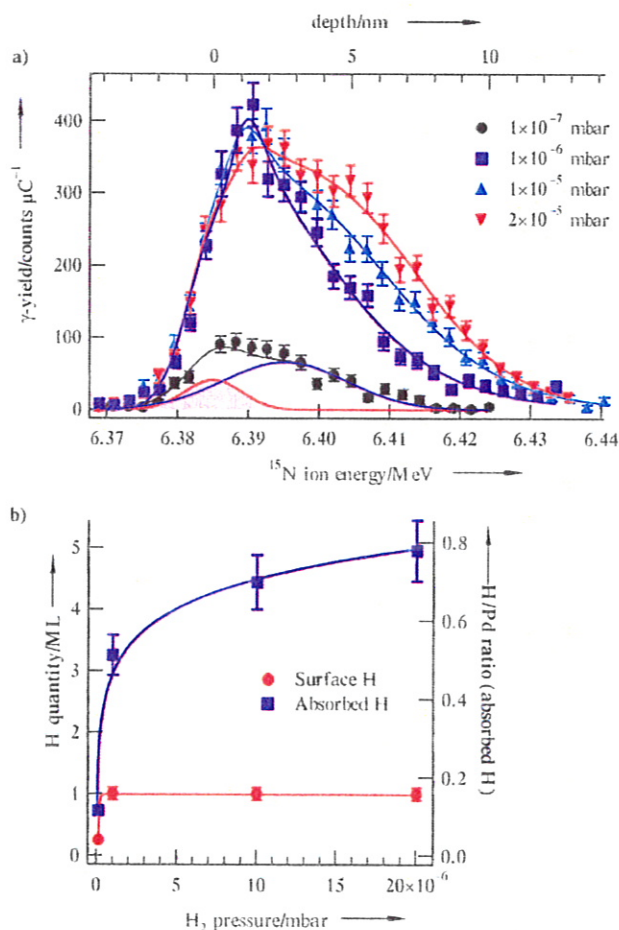 depth/nm
0 5 10
a)
γ-yield/counts μC⁻¹
400
300
200
100
0
1×10⁻⁷ mbar
1×10⁻⁶ mbar
1×10⁻⁵ mbar
2×10⁻⁵ mbar
6.37 6.38 6.39 6.40 6.41 6.42 6.43 6.44
¹⁵N ion energy/MeV
b)
H quantity/ML
5
4
3
2
1
0
Surface H
Absorbed H
0.8
0.6
0.4
0.2
0.0
H/Pd ratio (absorbed H)
0 5 10 15 20×10⁻⁶
H₂ pressure/mbar